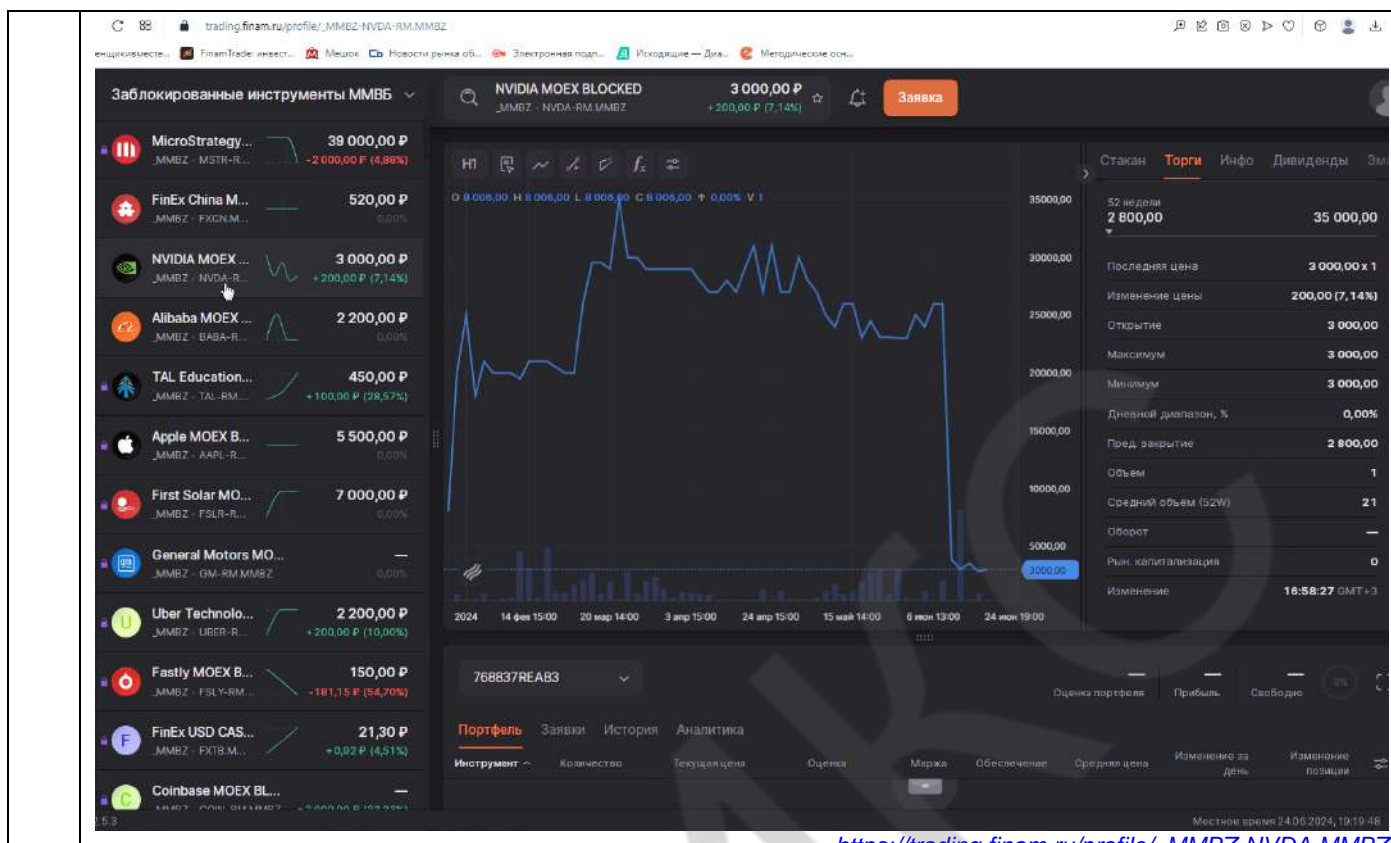 trading.finam.ru/profile/_MMBZ-NVDA-RM.MMBZ
енщикивместе... FinamTrade: инвест... Мешок Новости рынка об... Электронная подп... Исходящие — Диа... Методические осн...
Заблокированные инструменты ММВБ
NVIDIA MOEX BLOCKED 3 000,00 ₽
_MMBZ - NVDA-RM.MMBZ +200,00 ₽ (7,14%)
Заявка
MicroStrategy... 39 000,00 ₽
_MMBZ - MSTR-R... -2 000,00 ₽ (4,88%)
FinEx China M... 520,00 ₽
_MMBZ - FXCN.M... 0,00%
NVIDIA MOEX ... 3 000,00 ₽
_MMBZ - NVDA-R... +200,00 ₽ (7,14%)
Alibaba MOEX ... 2 200,00 ₽
_MMBZ - BABA-R... 0,00%
TAL Education... 450,00 ₽
_MMBZ - TAL-RM.... +100,00 ₽ (28,57%)
Apple MOEX B... 5 500,00 ₽
_MMBZ - AAPL-R... 0,00%
First Solar MO... 7 000,00 ₽
_MMBZ - FSLR-R... 0,00%
General Motors MO... —
_MMBZ - GM-RM.MMBZ 0,00%
Uber Technolo... 2 200,00 ₽
_MMBZ - UBER-R... +200,00 ₽ (10,00%)
Fastly MOEX B... 150,00 ₽
_MMBZ - FSLY-RM... -181,15 ₽ (54,70%)
FinEx USD CAS... 21,30 ₽
_MMBZ - FXTB.M... +0,92 ₽ (4,51%)
Coinbase MOEX BL... —
.5.3
H1
O 8 006,00 H 8 006,00 L 8 006,00 C 8 006,00 0,00% V 1
35000,00
30000,00
25000,00
20000,00
15000,00
10000,00
5000,00
3000,00
2024 14 фев 15:00 20 мар 14:00 3 апр 15:00 24 апр 15:00 15 май 14:00 6 июн 13:00 24 июн 19:00
Стакан Торги Инфо Дивиденды
52 недели
2 800,00 35 000,00
Последняя цена 3 000,00 x 1
Изменение цены 200,00 (7,14%)
Открытие 3 000,00
Максимум 3 000,00
Минимум 3 000,00
Дневной диапазон, % 0,00%
Пред. закрытие 2 800,00
Объем 1
Средний объем (52W) 21
Оборот —
Рын. капитализация 0
Изменение 16:58:27 GMT+3
768837REAB3
— — — 0%
Оценка портфеля Прибыль Свободно
Портфель Заявки История Аналитика
Инструмент Количество Текущая цена Оценка Маржа Обеспечение Средняя цена Изменение за день Изменение позиции
Местное время 24.06.2024, 19:19:48
https://trading.finam.ru/profile/_MMBZ-NVDA.MMBZ